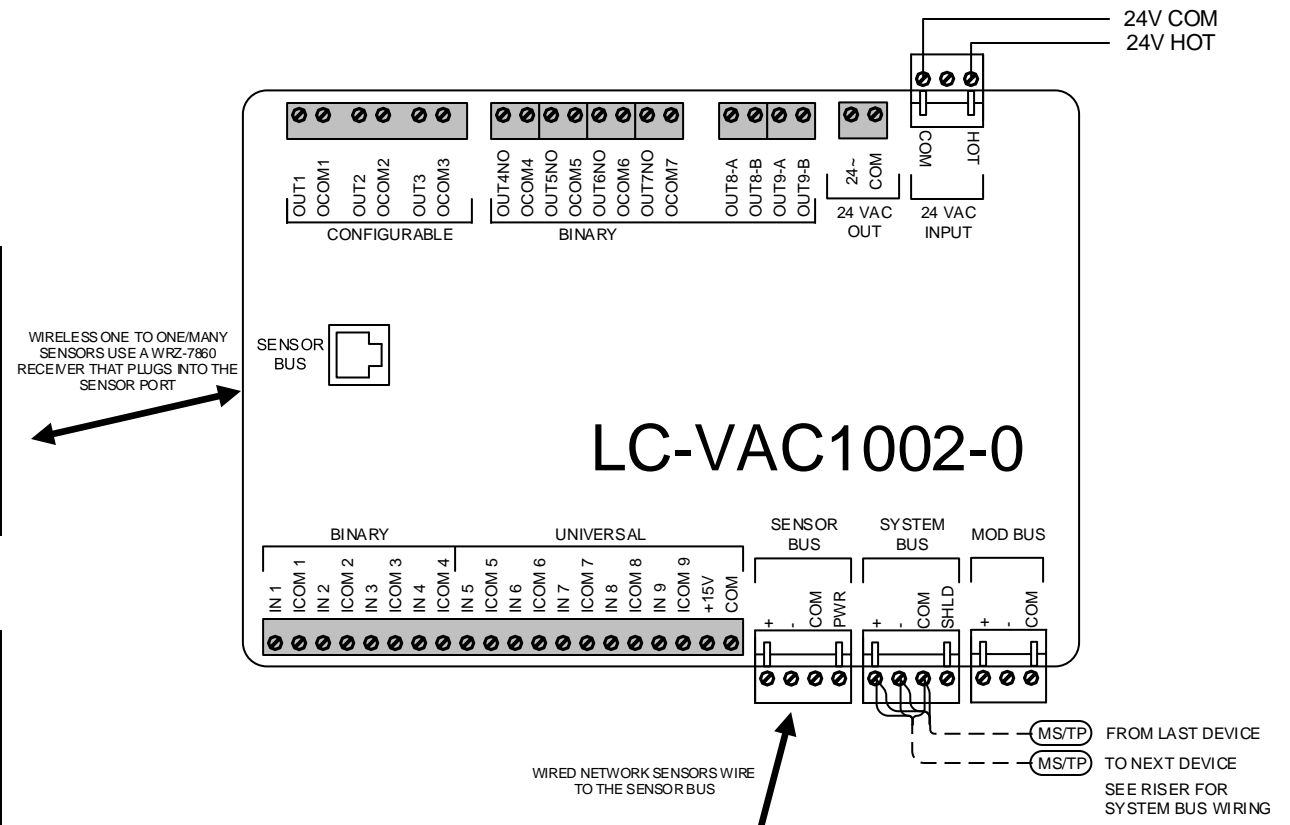 24V COM
24V HOT
COM
HOT
OUT1
OCOM1
OUT2
OCOM2
OUT3
OCOM3
OUT4NO
OCOM4
OUT5NO
OCOM5
OUT6NO
OCOM6
OUT7NO
OCOM7
OUT8-A
OUT8-B
OUT9-A
OUT9-B
24~
COM
CONFIGURABLE
BINARY
24 VAC
OUT
24 VAC
INPUT
WIRELESS ONE TO ONE/MANY
SENSORS USE A WRZ-7860
RECEIVER THAT PLUGS INTO THE
SENSOR PORT
SENSOR
BUS
LC-VAC1002-0
BINARY
UNIVERSAL
SENSOR
BUS
SYSTEM
BUS
MOD BUS
IN 1
ICOM 1
IN 2
ICOM 2
IN 3
ICOM 3
IN 4
ICOM 4
IN 5
ICOM 5
IN 6
ICOM 6
IN 7
ICOM 7
IN 8
ICOM 8
IN 9
ICOM 9
+15V
COM
+
-
COM
PWR
+
-
COM
SHLD
+
-
COM
MS/TP FROM LAST DEVICE
MS/TP TO NEXT DEVICE
SEE RISER FOR
SYSTEM BUS WIRING
WIRED NETWORK SENSORS WIRE
TO THE SENSOR BUS